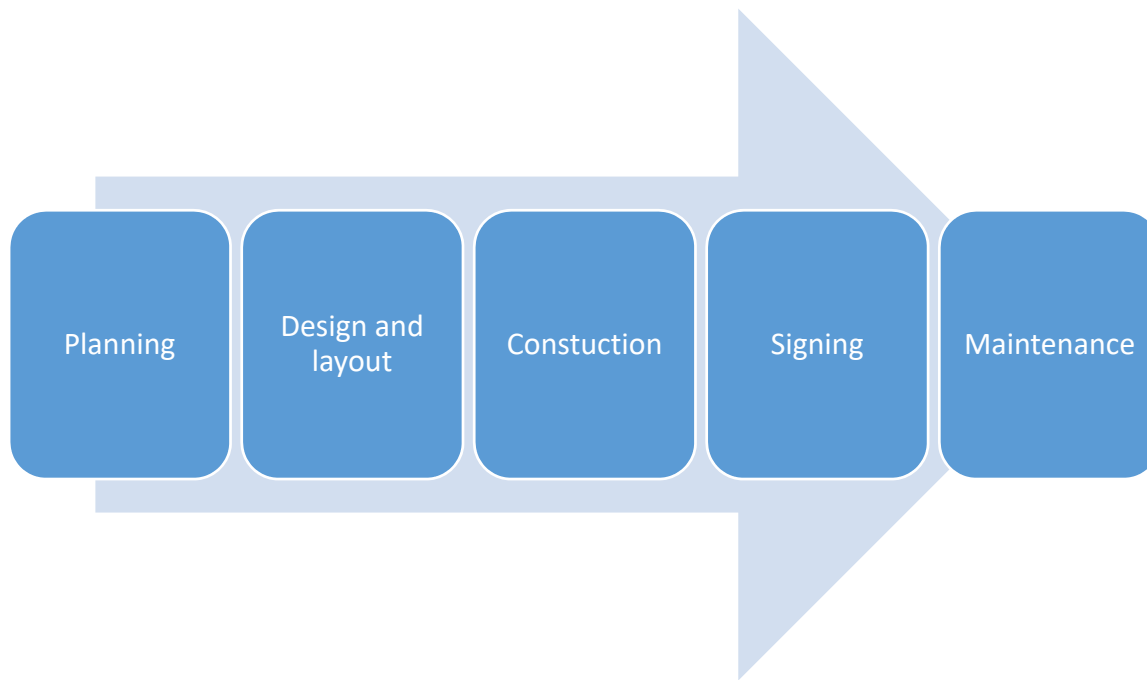 Planning
Design and
layout
Constuction
Signing
Maintenance